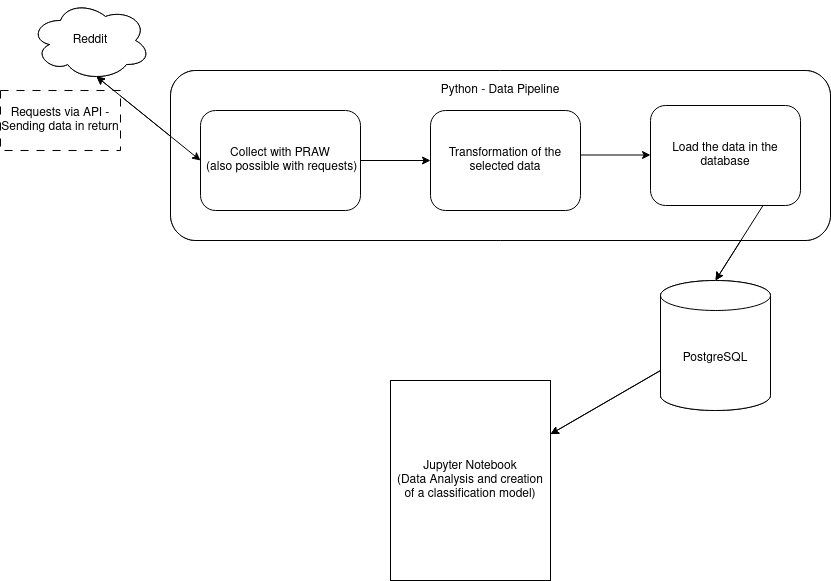 Reddit
Requests via API -
Sending data in return
Python - Data Pipeline
Collect with PRAW
(also possible with requests)
Transformation of the
selected data
Load the data in the
database
PostgreSQL
Jupyter Notebook
(Data Analysis and creation
of a classification model)